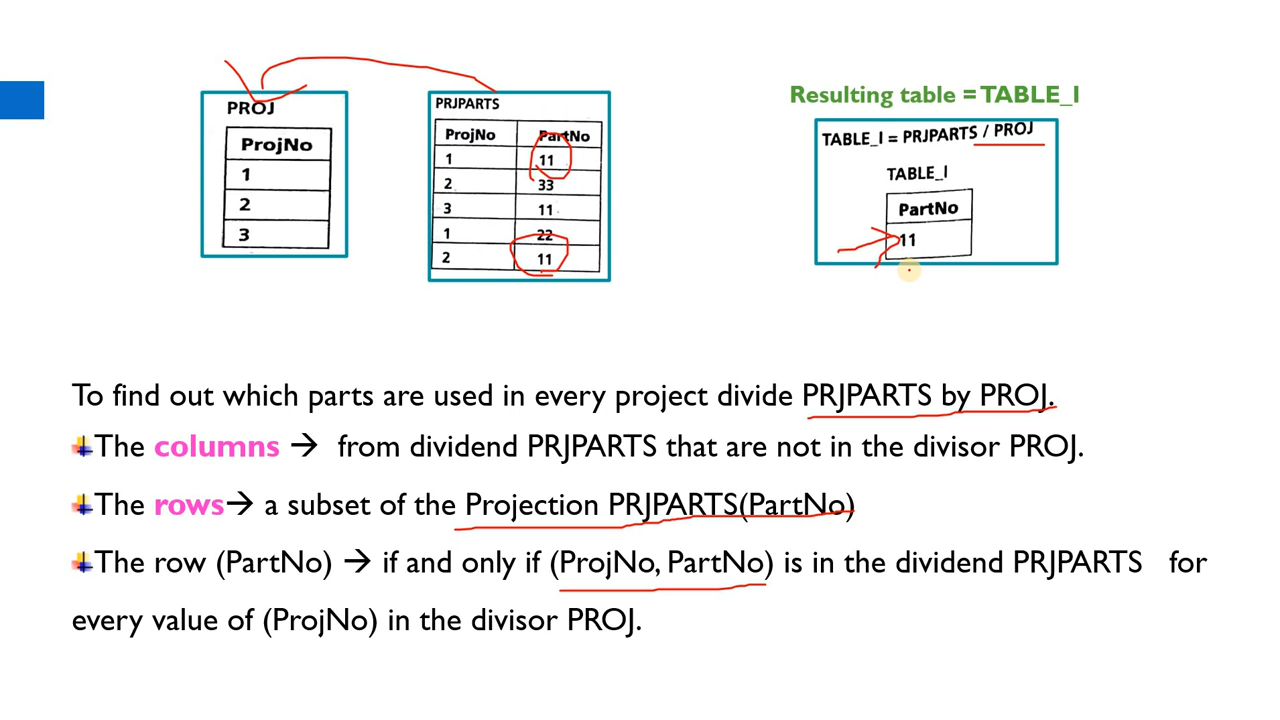 PROJ
ProjNo
1
2
3
PRJPARTS
ProjNo PartNo
1 11
2 33
3 11
1 22
2 11
Resulting table = TABLE_I
TABLE_I = PRJPARTS / PROJ
TABLE_I
PartNo
11
To find out which parts are used in every project divide PRJPARTS by PROJ.
The columns → from dividend PRJPARTS that are not in the divisor PROJ.
The rows→ a subset of the Projection PRJPARTS(PartNo)
The row (PartNo) → if and only if (ProjNo, PartNo) is in the dividend PRJPARTS for
every value of (ProjNo) in the divisor PROJ.